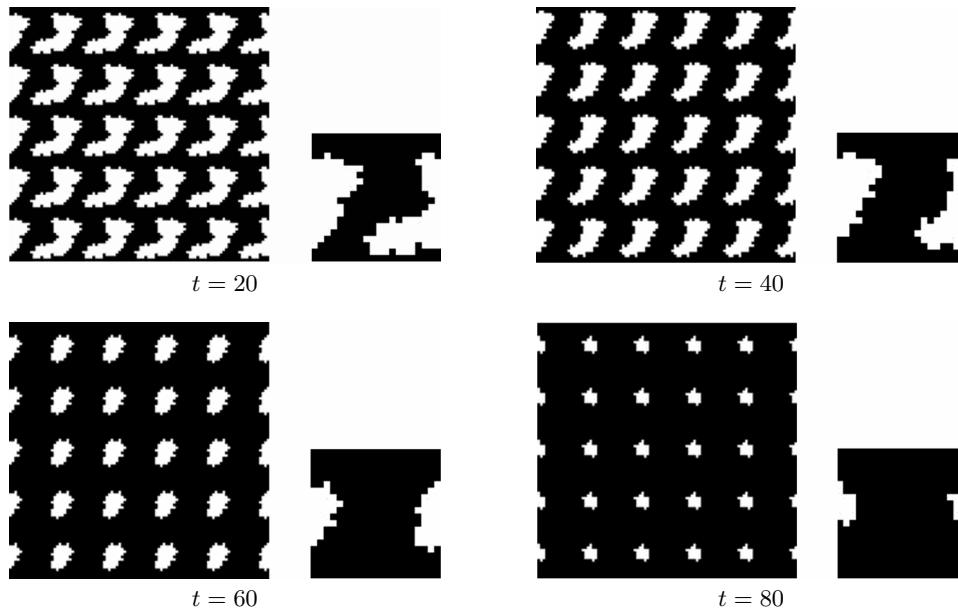 t = 20
t = 40
t = 60
t = 80